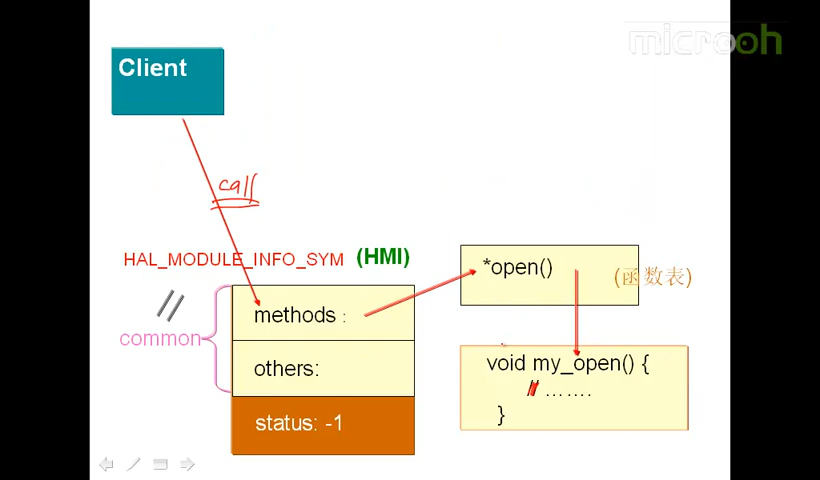 microoh
Client
call
HAL_MODULE_INFO_SYM (HMI)
*open()
(函数表)
//
methods :
common
others:
void my_open() {
// .......
}
status: -1